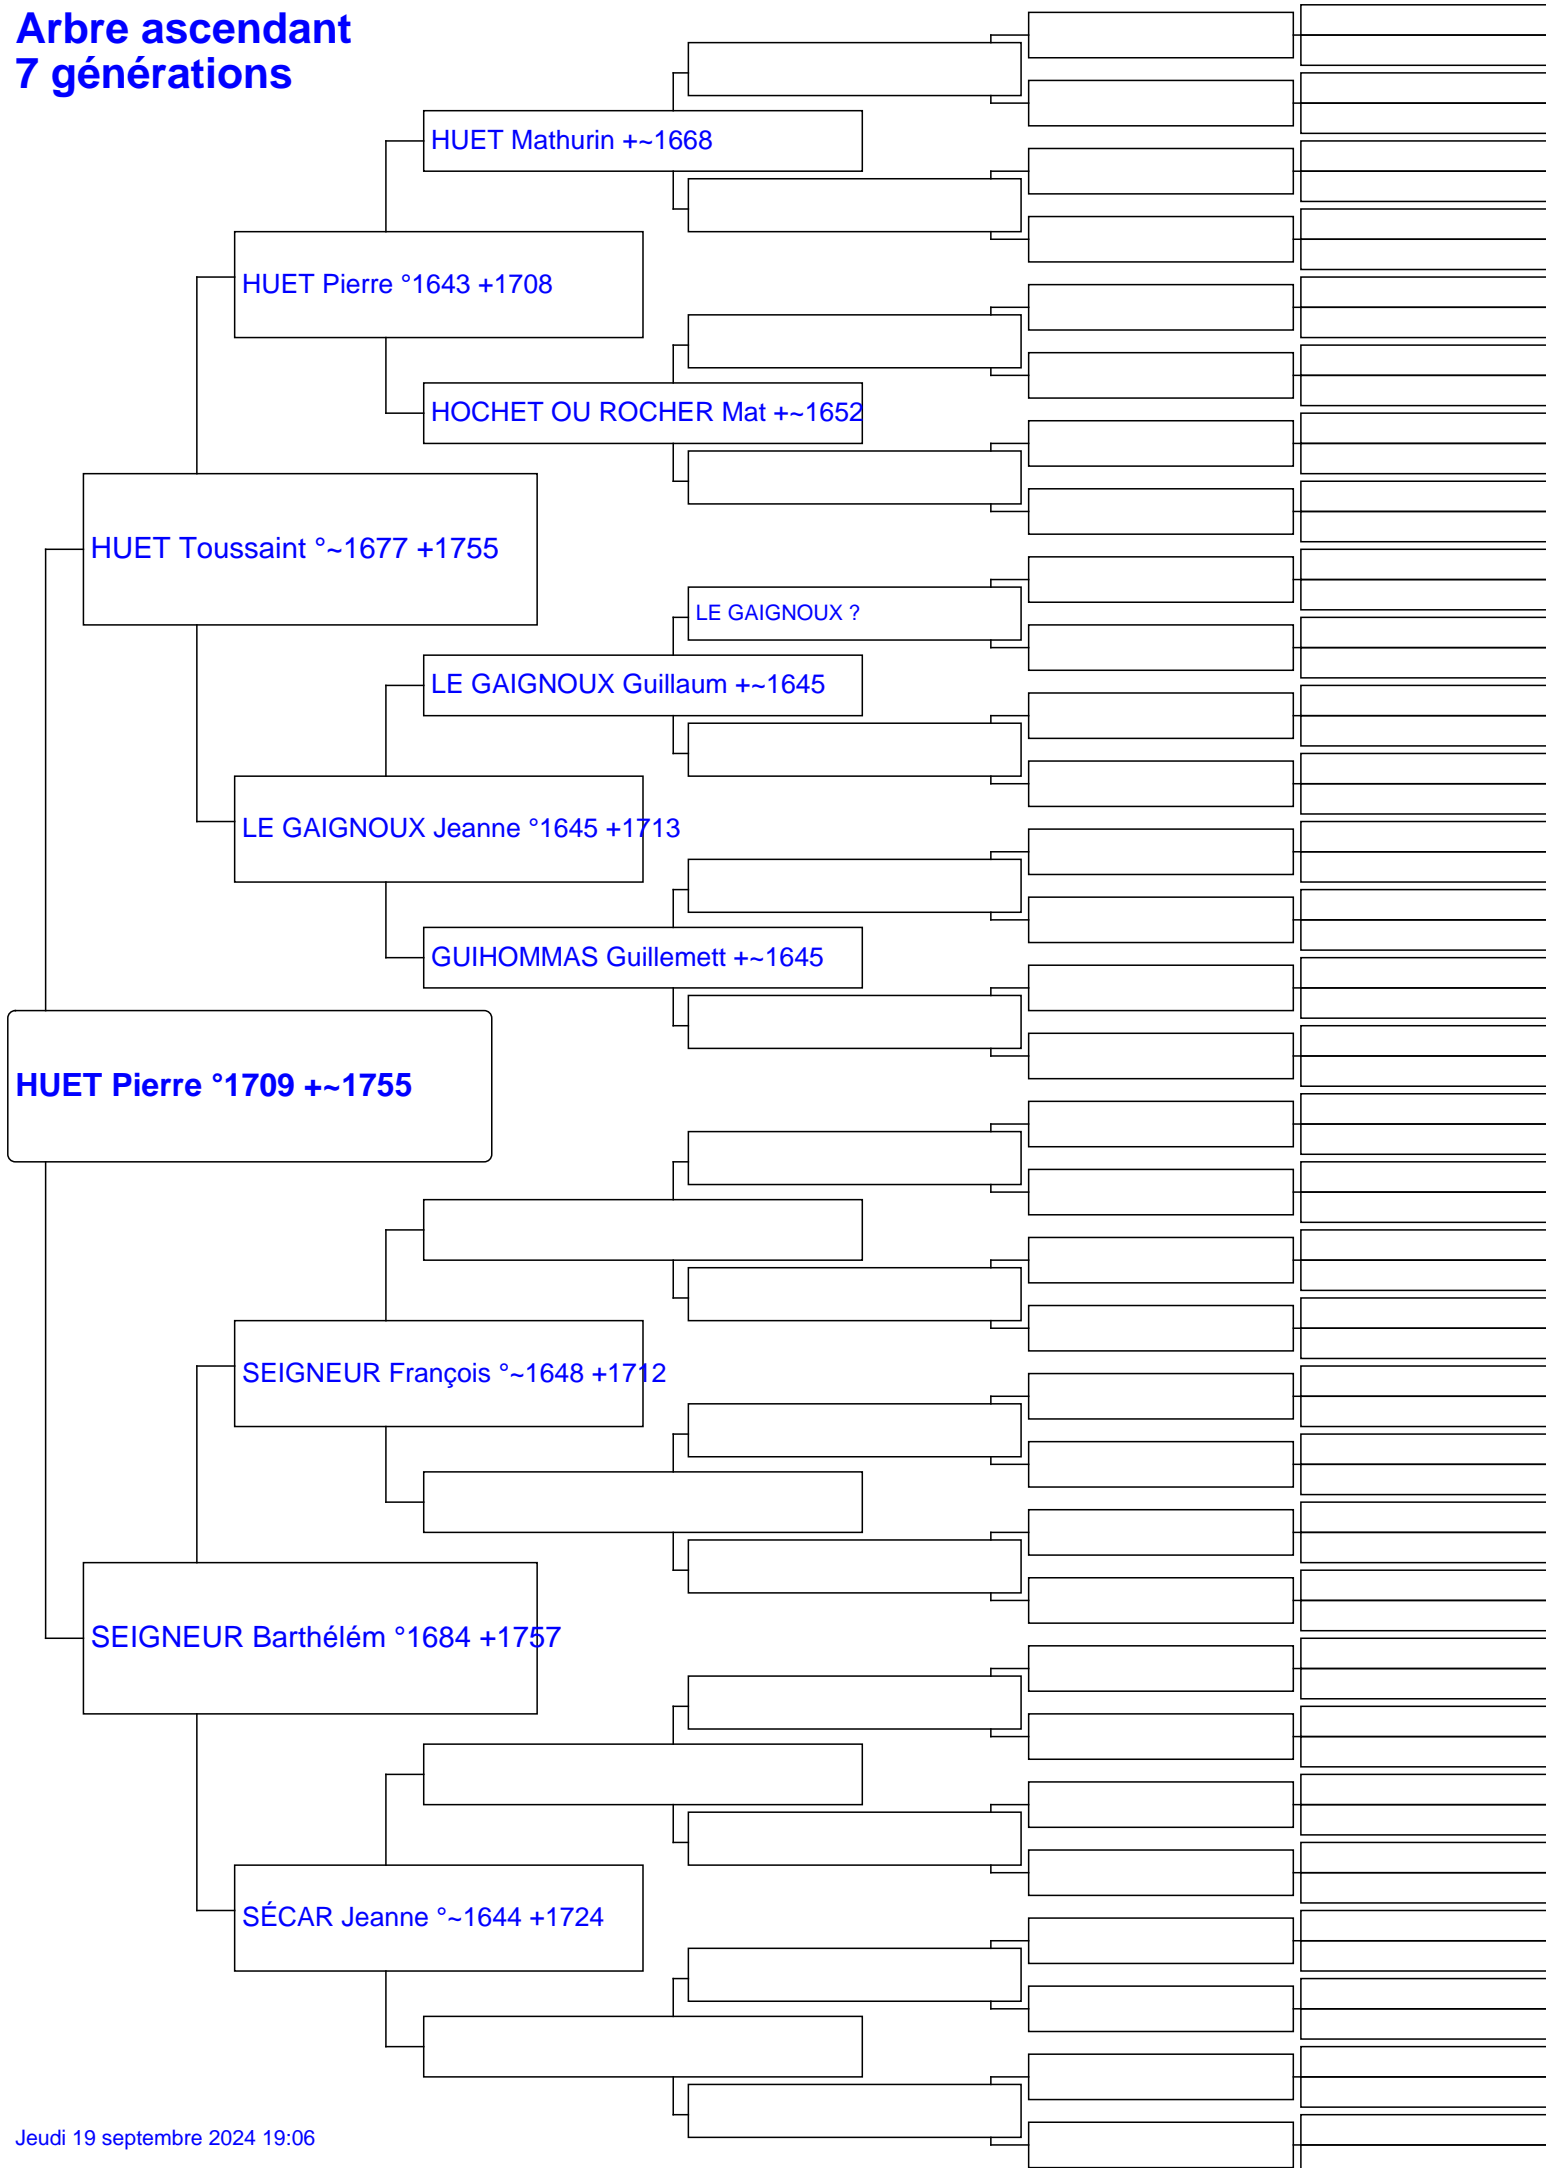 Arbre ascendant
7 générations
HUET Mathurin +~1668
HUET Pierre °1643 +1708
HOCHET OU ROCHER Mat +~1652
HUET Toussaint °~1677 +1755
LE GAIGNOUX ?
LE GAIGNOUX Guillaum +~1645
LE GAIGNOUX Jeanne °1645 +1713
GUIHOMMAS Guillemett +~1645
HUET Pierre °1709 +~1755
SEIGNEUR François °~1648 +1712
SEIGNEUR Barthélém °1684 +1757
SÉCAR Jeanne °~1644 +1724
Jeudi 19 septembre 2024 19:06